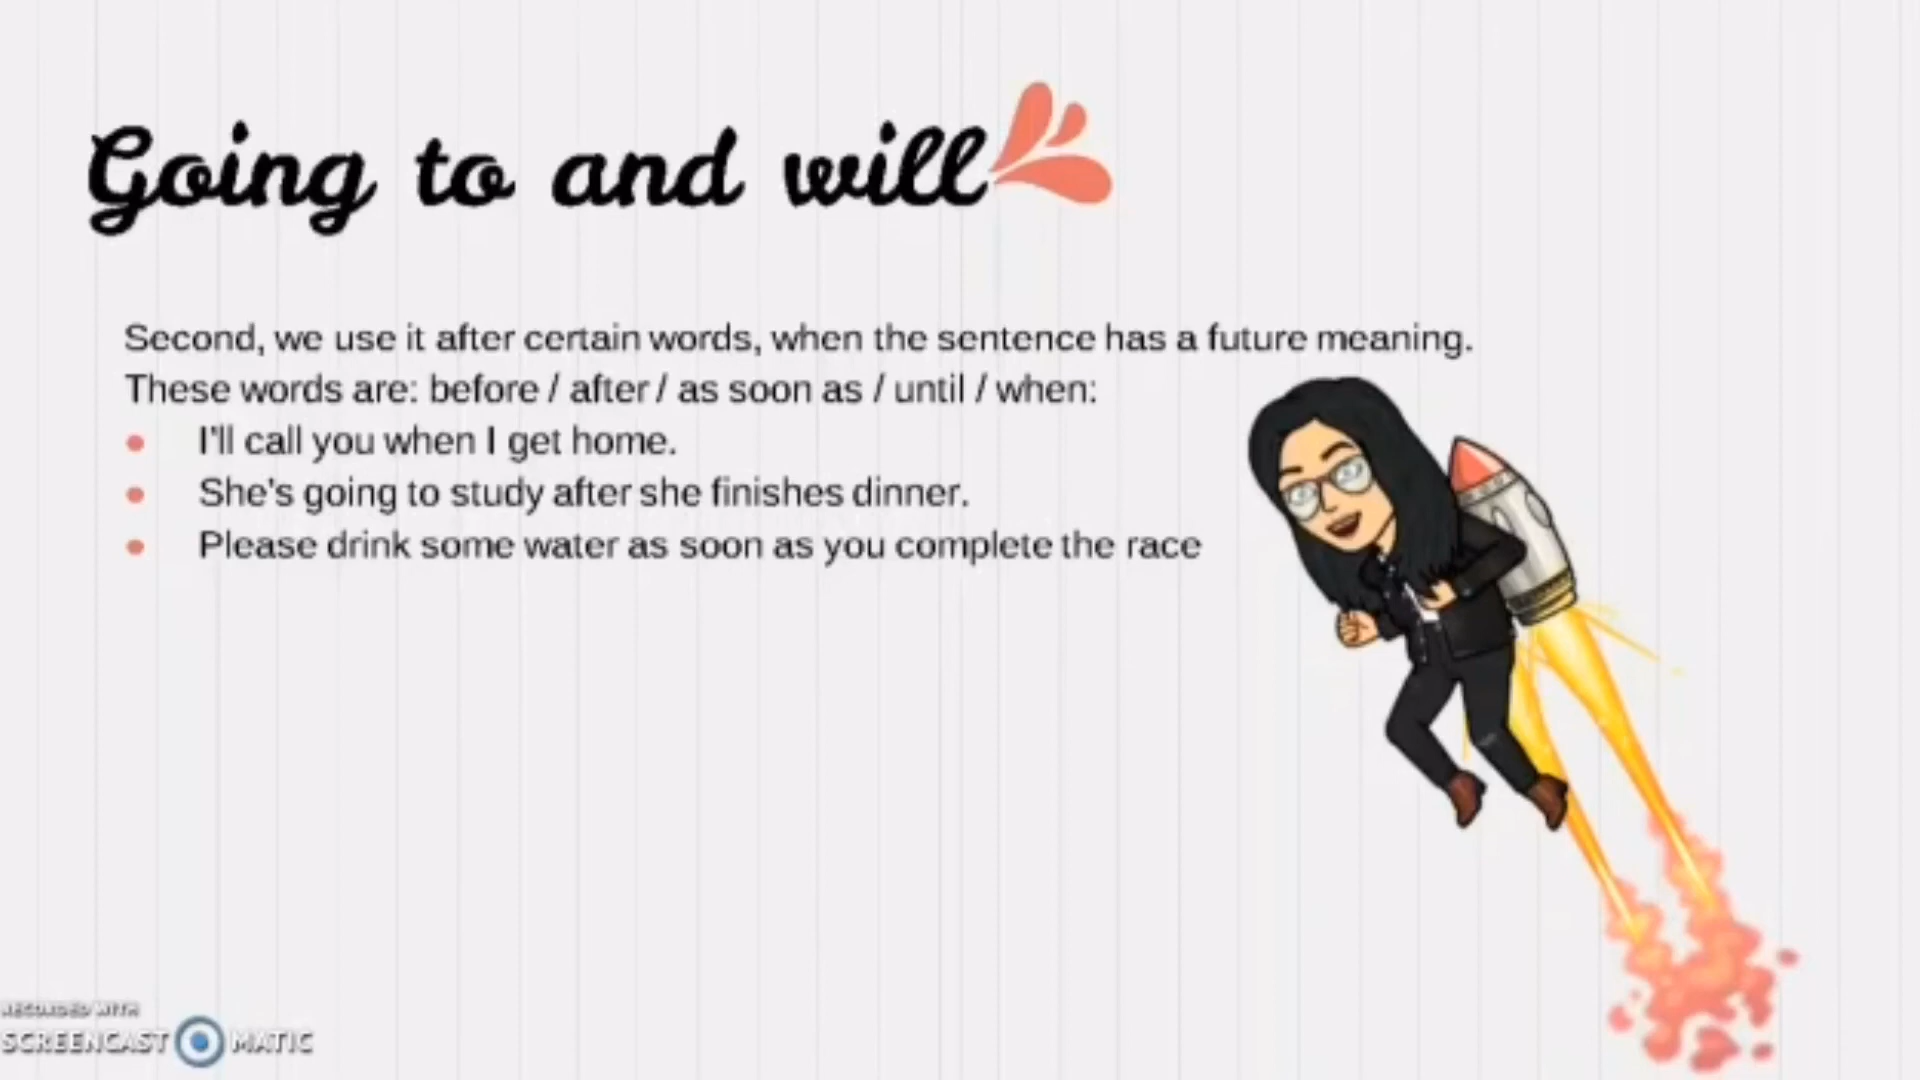 Going to and will
Second, we use it after certain words, when the sentence has a future meaning.
These words are: before / after / as soon as / until / when:
I'll call you when I get home.
She's going to study after she finishes dinner.
Please drink some water as soon as you complete the race
RECORDED WITH
SCREENCAST MATIC